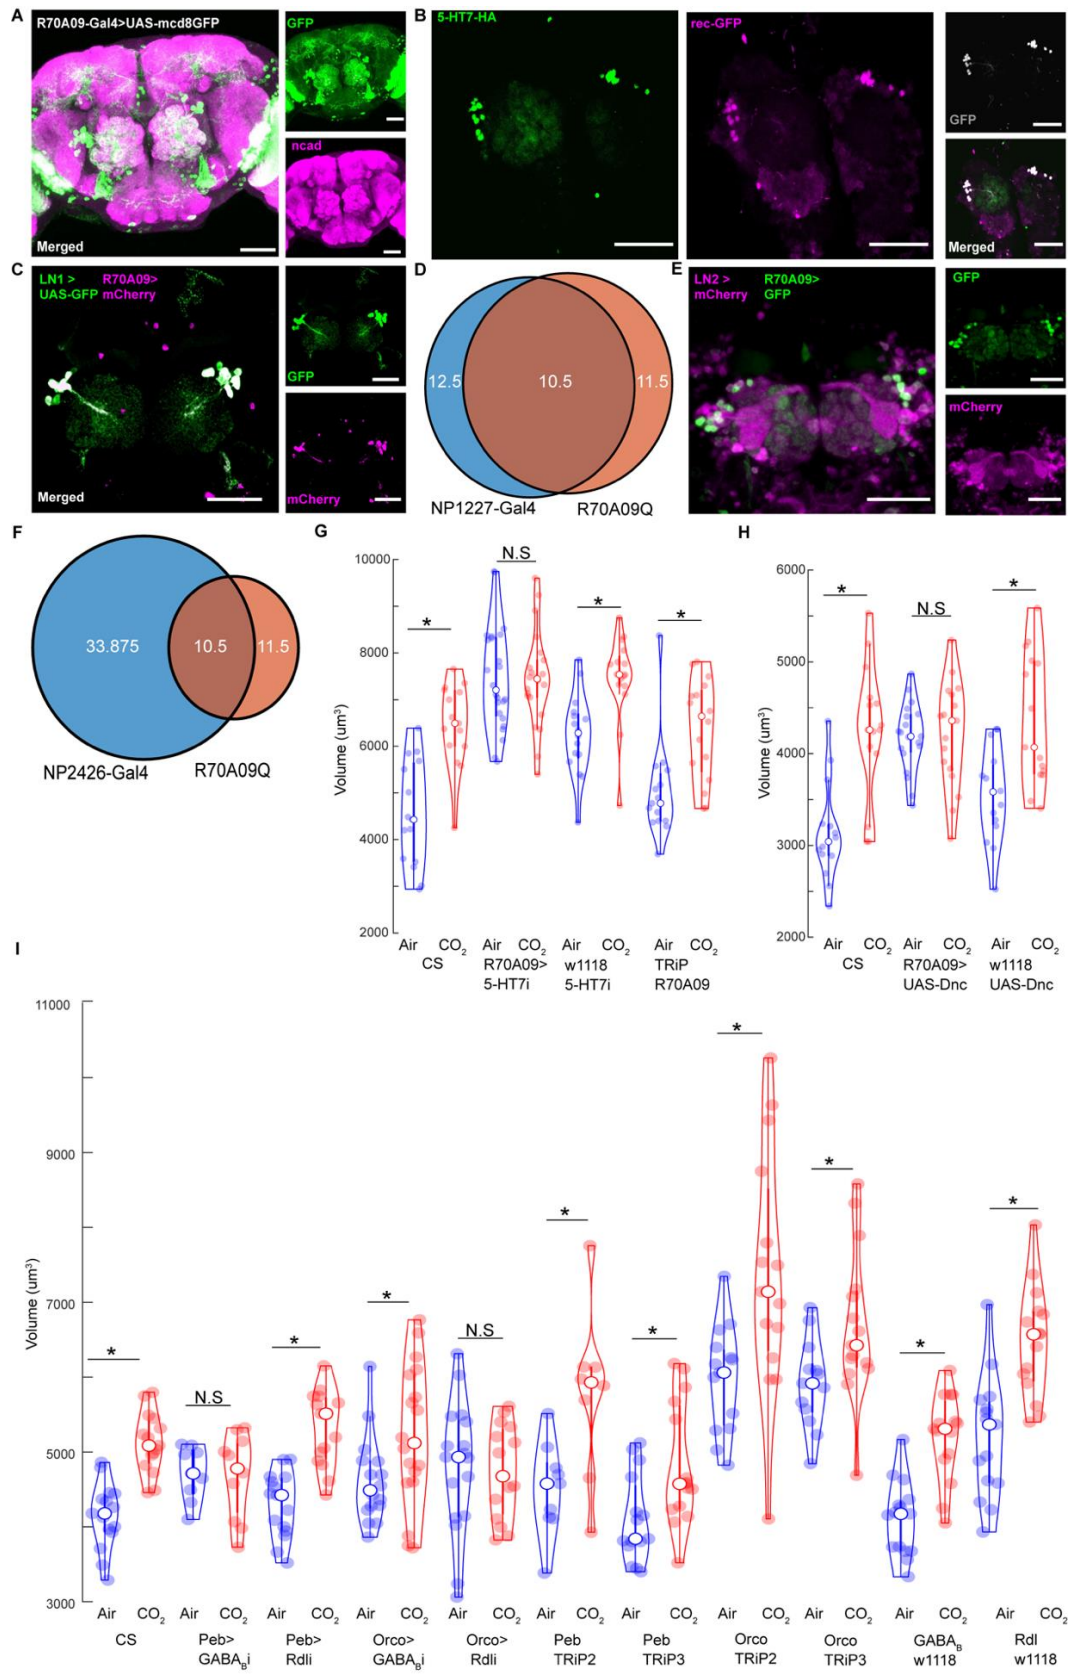 A
R70A09-Gal4>UAS-mcd8GFP
Merged
GFP
ncad
B
5-HT7-HA
rec-GFP
GFP
Merged
C
LN1 > R70A09>
UAS-GFP mCherry
Merged
GFP
mCherry
D
12.5 10.5 11.5
NP1227-Gal4 R70A09Q
E
LN2 > R70A09>
mCherry GFP
GFP
mCherry
F
33.875 10.5 11.5
NP2426-Gal4 R70A09Q
G
Volume (um³)
10000
8000
6000
4000
2000
* N.S * *
Air CO₂ Air CO₂ Air CO₂ Air CO₂
CS R70A09> w1118 TRiP
5-HT7i 5-HT7i R70A09
H
Volume (um³)
6000
5000
4000
3000
2000
* N.S *
Air CO₂ Air CO₂ Air CO₂
CS R70A09> w1118
UAS-Dnc UAS-Dnc
I
Volume (um³)
11000
9000
7000
5000
3000
* N.S * * N.S * * * * * *
Air CO₂ Air CO₂ Air CO₂ Air CO₂ Air CO₂ Air CO₂ Air CO₂ Air CO₂ Air CO₂ Air CO₂ Air CO₂
CS Peb> Peb> Orco> Orco> Peb Peb Orco Orco GABA_B Rdl
GABA_Bi Rdli GABA_Bi Rdli TRiP2 TRiP3 TRiP2 TRiP3 w1118 w1118